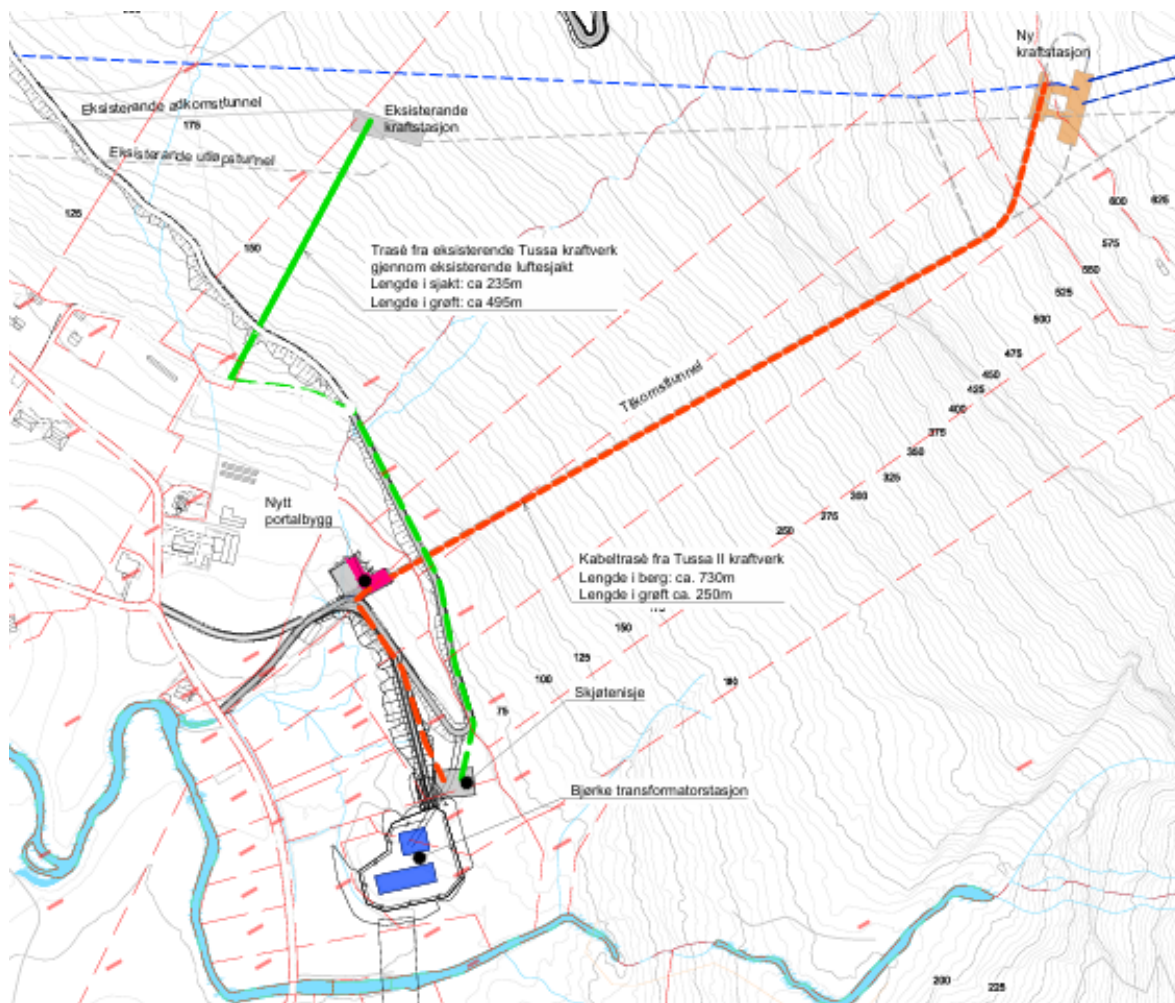 Ny
kraftstasjon
Eksisterande adkomsttunnel
175
Eksisterande
kraftstasjon
Eksisterande utløpstunnel
125
150
600
625
575
550
525
500
475
450
425
400
375
350
325
300
275
250
Trasè fra eksisterende Tussa kraftverk
gjennom eksisterende luftesjakt
Lengde i sjakt: ca 235m
Lengde i grøft: ca 495m
Tilkomsttunnel
Nytt
portalbygg
Kabeltrasè fra Tussa II kraftverk
Lengde i berg: ca. 730m
Lengde i grøft ca. 250m
150
125
100
75
Skjøtenisje
Bjørke transformatorstasjon
200
225